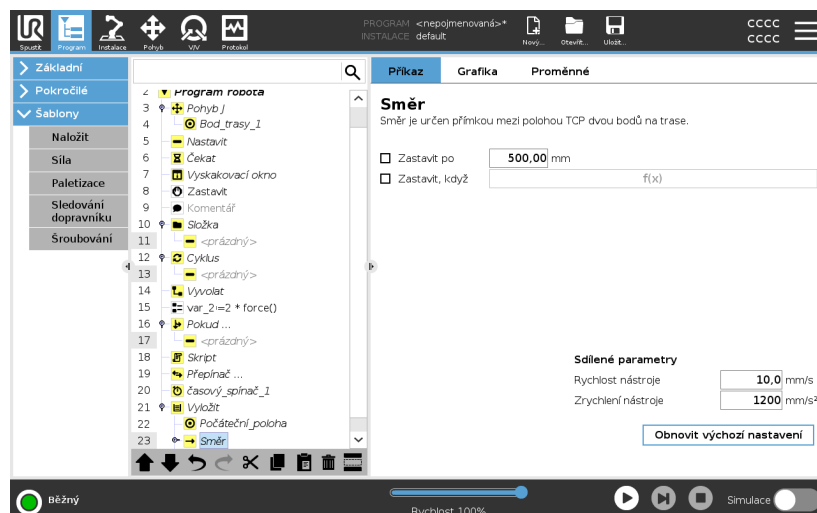 PROGRAM <nepojmenovaná>*
INSTALACE default
Spustit
Program
Instalace
Pohyb
V/V
Protokol
Nový...
Otevřít...
Uložit...
CCCC
CCCC
Základní
Pokročilé
Šablony
Naložit
Síla
Paletizace
Sledování
dopravníku
Šroubování
2 Program robota
3 Pohyb J
4 Bod_trasy_1
5 Nastavit
6 Čekat
7 Vyskakovací okno
8 Zastavit
9 Komentář
10 Složka
11 <prázdný>
12 Cyklus
13 <prázdný>
14 Vyvolat
15 var_2≔2 * force()
16 Pokud ...
17 <prázdný>
18 Skript
19 Přepínač ...
20 časový_spínač_1
21 Vyložit
22 Počáteční_poloha
23 Směr
Příkaz Grafika Proměnné
Směr
Směr je určen přímkou mezi polohou TCP dvou bodů na trase.
Zastavit po 500,00 mm
Zastavit, když f(x)
Sdílené parametry
Rychlost nástroje 10,0 mm/s
Zrychlení nástroje 1200 mm/s²
Obnovit výchozí nastavení
Běžný
Rychlost 100%
Simulace